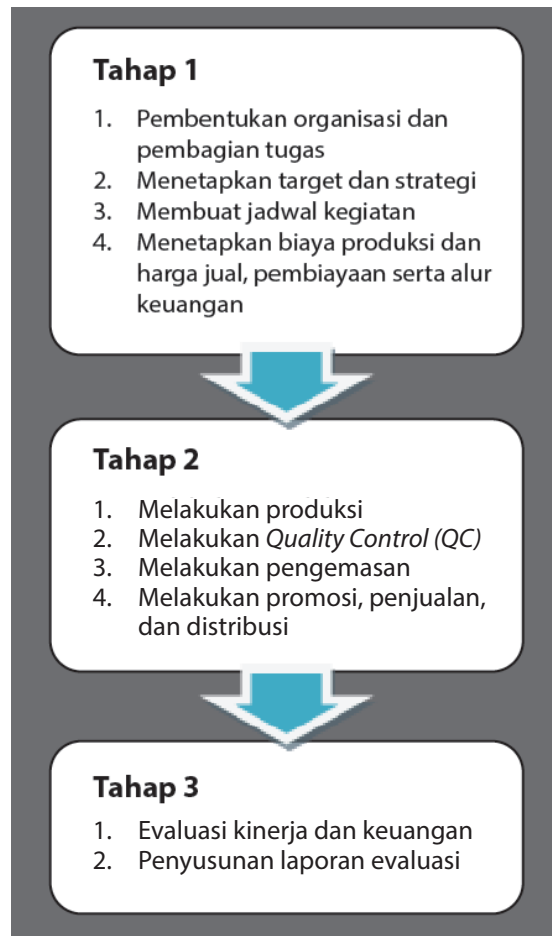 Tahap 1
1. Pembentukan organisasi dan
pembagian tugas
2. Menetapkan target dan strategi
3. Membuat jadwal kegiatan
4. Menetapkan biaya produksi dan
harga jual, pembiayaan serta alur
keuangan
Tahap 2
1. Melakukan produksi
2. Melakukan Quality Control (QC)
3. Melakukan pengemasan
4. Melakukan promosi, penjualan,
dan distribusi
Tahap 3
1. Evaluasi kinerja dan keuangan
2. Penyusunan laporan evaluasi